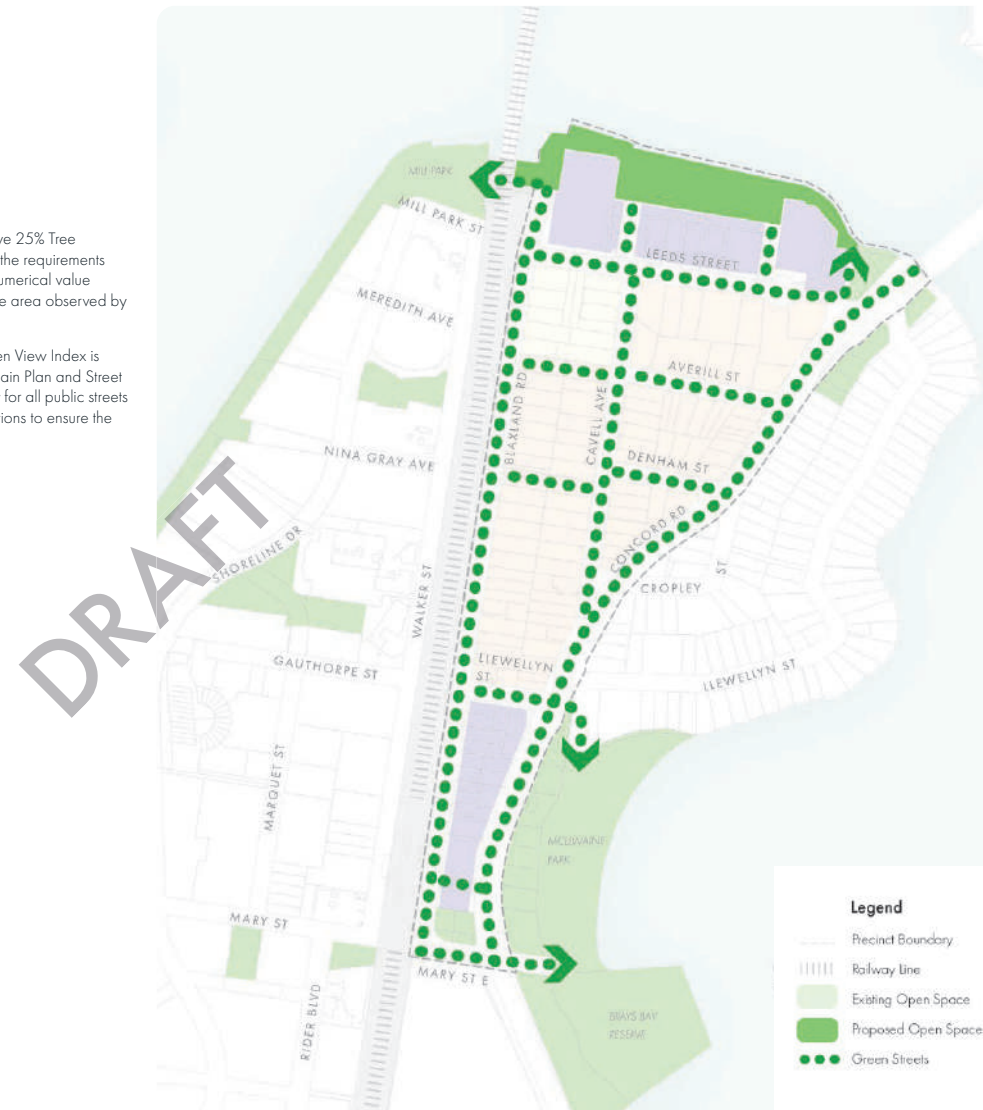 ve 25% Tree
the requirements
umerical value
e area observed by
en View Index is
ain Plan and Street
for all public streets
tions to ensure the
DRAFT
MILL PARK
MILL PARK ST
LEEDS STREET
MEREDITH AVE
AVERILL ST
BLAXLAND RD
CAVELL AVE
NINA GRAY AVE
DENHAM ST
CONCORD RD
SHORELINE DR
CROPLEY
ST
WALKER ST
GAUTHORPE ST
LLEWELLYN
ST
LLEWELLYN ST
MARQUET ST
MCILWAINE
PARK
MARY ST
MARY ST E
RIDER BLVD
BRAYS BAY
RESERVE
Legend
Precinct Boundary
Railway Line
Existing Open Space
Proposed Open Space
Green Streets